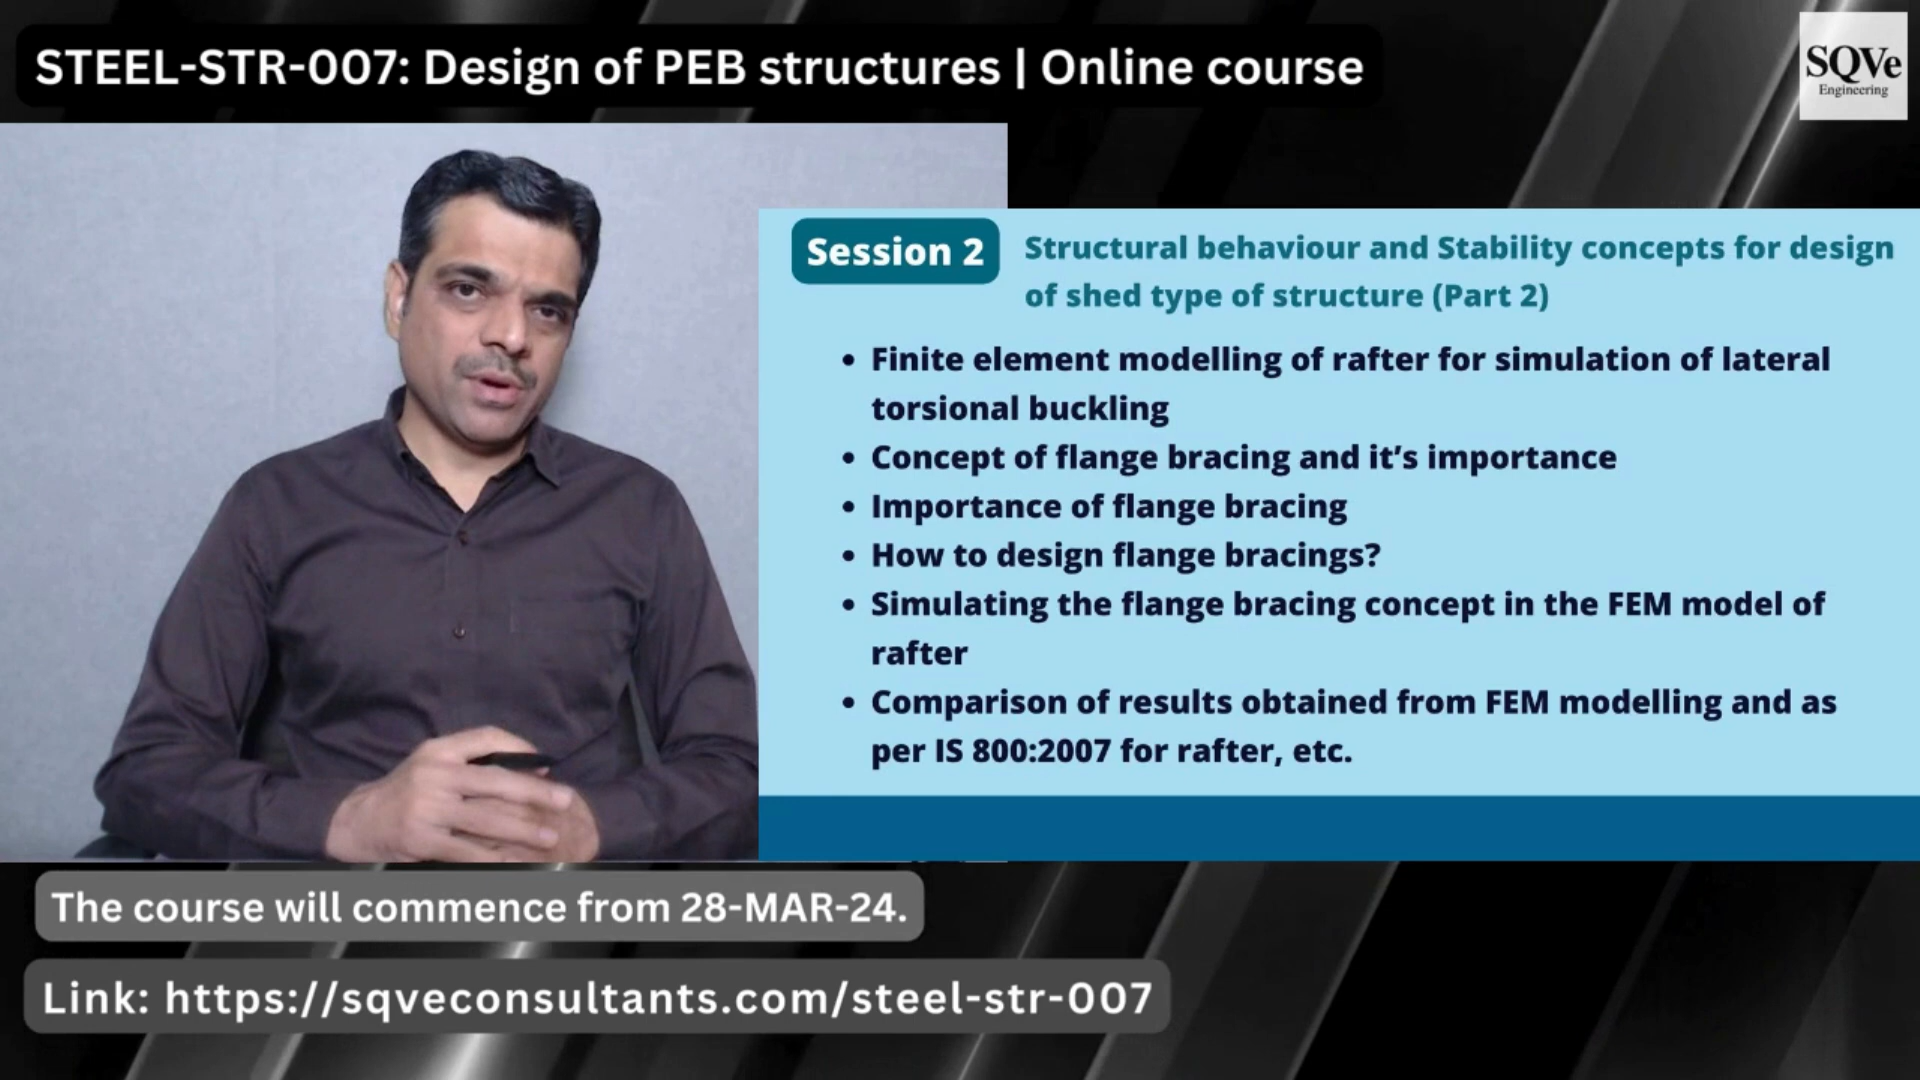 STEEL-STR-007: Design of PEB structures | Online course
SQVe
Engineering
Session 2
Structural behaviour and Stability concepts for design
of shed type of structure (Part 2)
• Finite element modelling of rafter for simulation of lateral
torsional buckling
• Concept of flange bracing and it's importance
• Importance of flange bracing
• How to design flange bracings?
• Simulating the flange bracing concept in the FEM model of
rafter
• Comparison of results obtained from FEM modelling and as
per IS 800:2007 for rafter, etc.
The course will commence from 28-MAR-24.
Link: https://sqveconsultants.com/steel-str-007